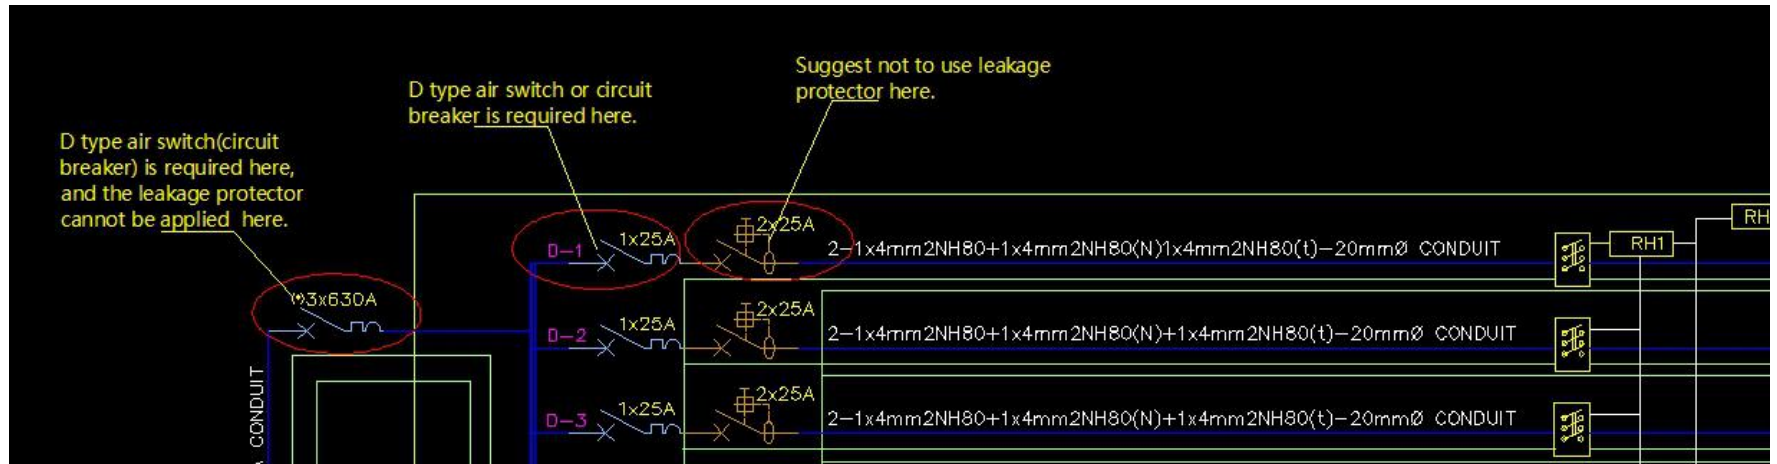 Suggest not to use leakage
protector here.
D type air switch or circuit
breaker is required here.
D type air switch(circuit
breaker) is required here,
and the leakage protector
cannot be applied  here.
(*)3x630A
D-1
1x25A
2x25A
2-1x4mm2NH80+1x4mm2NH80(N)1x4mm2NH80(t)-20mmØ CONDUIT
RH1
RH
D-2
1x25A
2x25A
2-1x4mm2NH80+1x4mm2NH80(N)+1x4mm2NH80(t)-20mmØ CONDUIT
D-3
1x25A
2x25A
2-1x4mm2NH80+1x4mm2NH80(N)+1x4mm2NH80(t)-20mmØ CONDUIT
CONDUIT